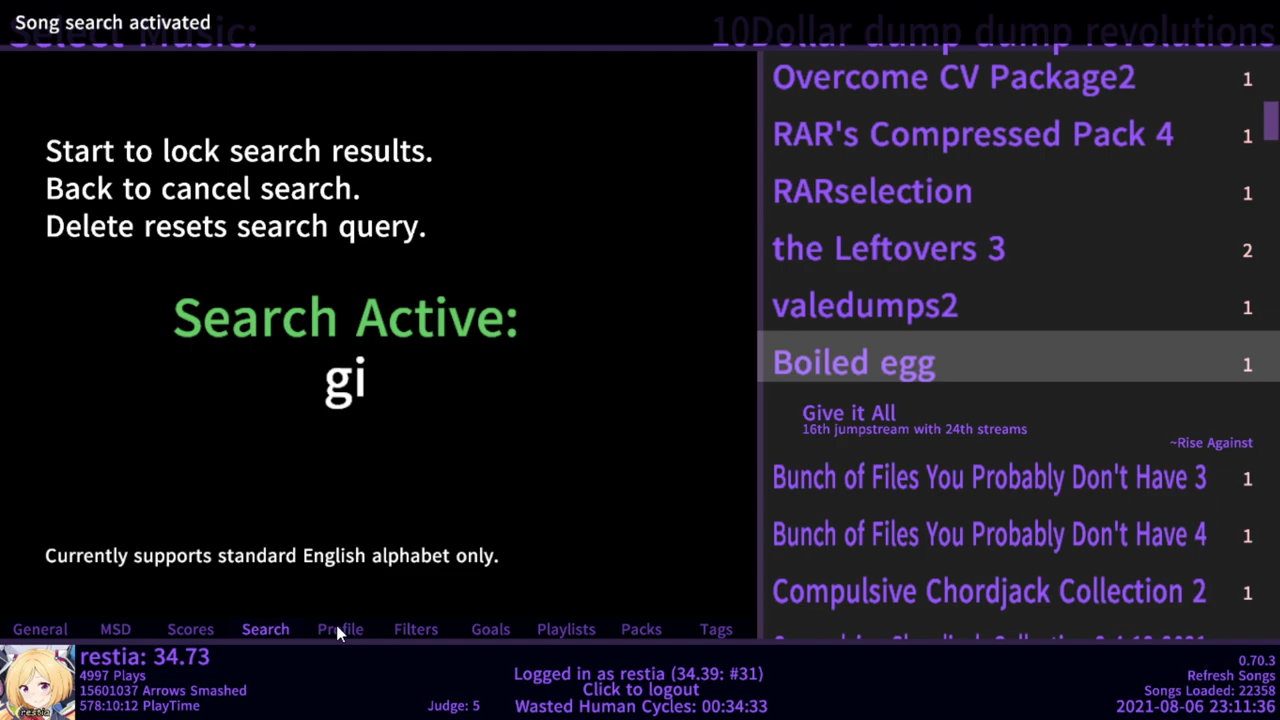 Song search activated
Select Music:
10Dollar dump dump revolutions
Start to lock search results.
Back to cancel search.
Delete resets search query.
Search Active:
gi
Currently supports standard English alphabet only.
Overcome CV Package2 1
RAR's Compressed Pack 4 1
RARselection 1
the Leftovers 3 2
valedumps2 1
Boiled egg 1
Give it All
16th jumpstream with 24th streams
~Rise Against
Bunch of Files You Probably Don't Have 3 1
Bunch of Files You Probably Don't Have 4 1
Compulsive Chordjack Collection 2 1
General MSD Scores Search Profile Filters Goals Playlists Packs Tags
restia: 34.73
4997 Plays
15601037 Arrows Smashed
578:10:12 PlayTime
restia
Judge: 5
Logged in as restia (34.39: #31)
Click to logout
Wasted Human Cycles: 00:34:33
0.70.3
Refresh Songs
Songs Loaded: 22358
2021-08-06 23:11:36